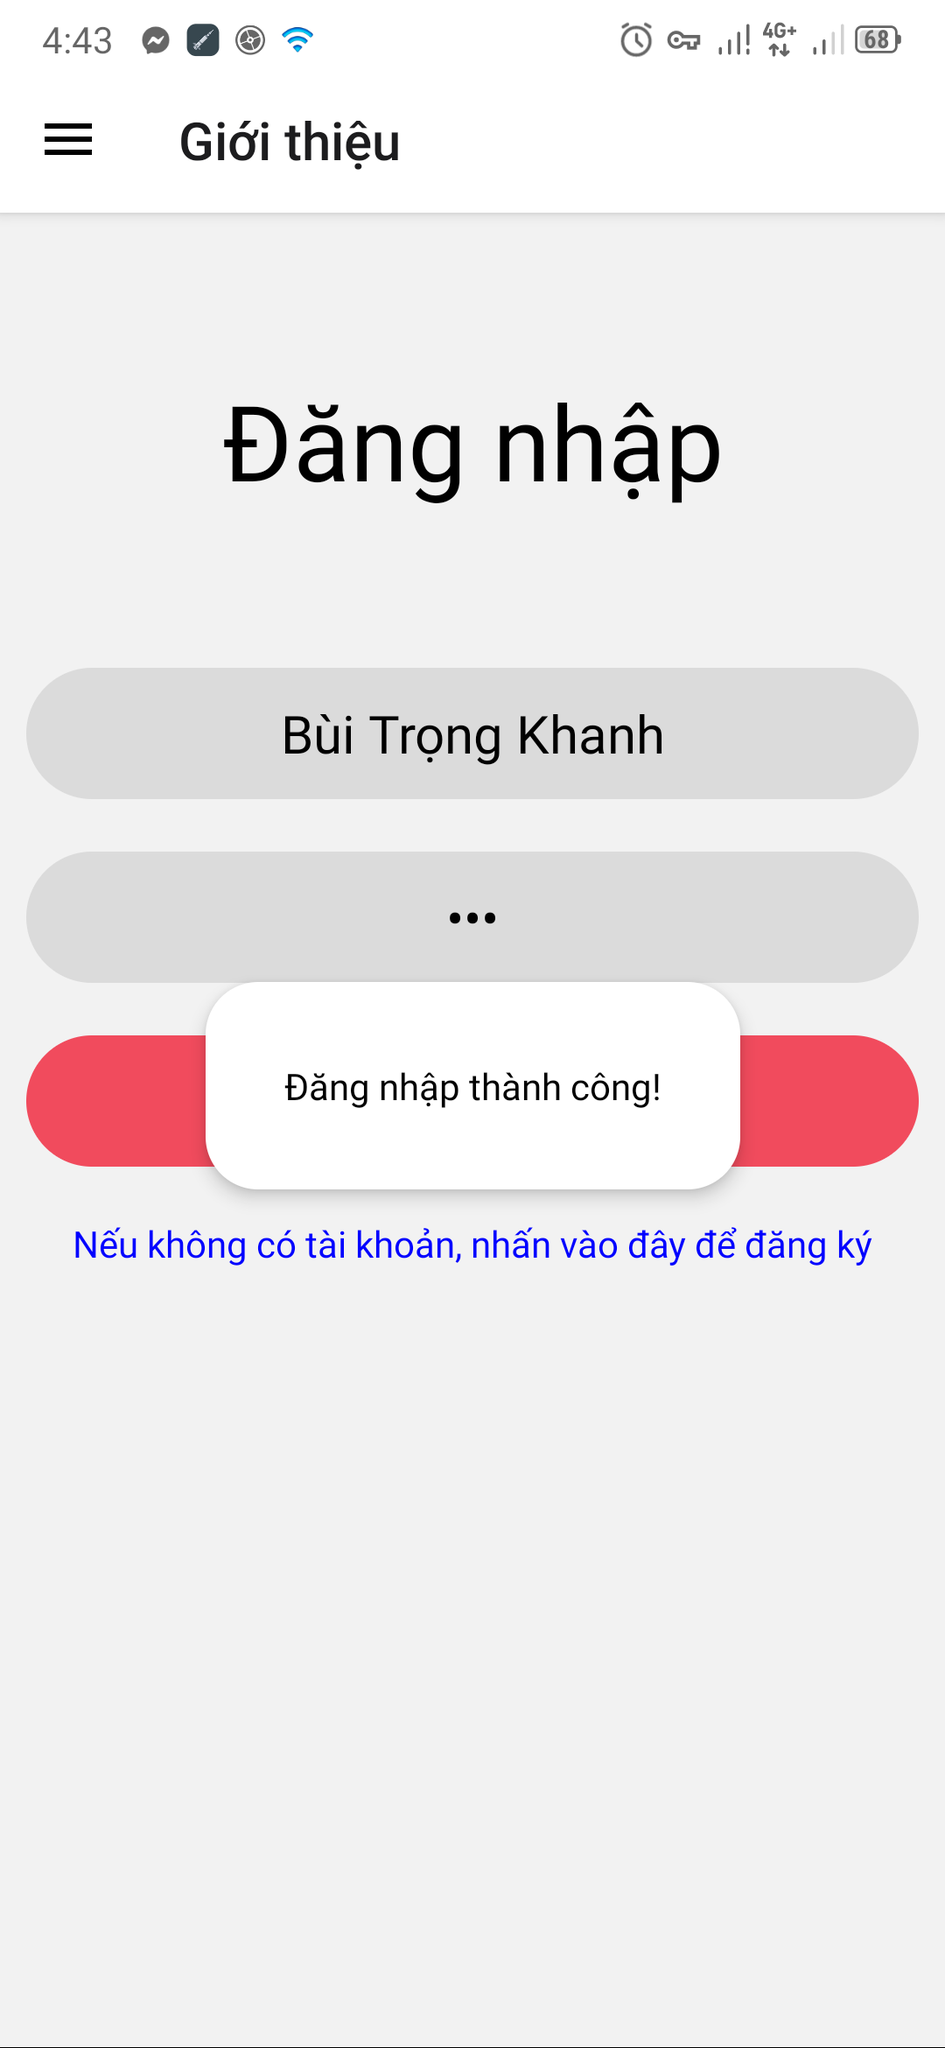 4:43
4G+
68
Giới thiệu
Đăng nhập
Bùi Trọng Khanh
•••
Đăng nhập thành công!
Nếu không có tài khoản, nhấn vào đây để đăng ký